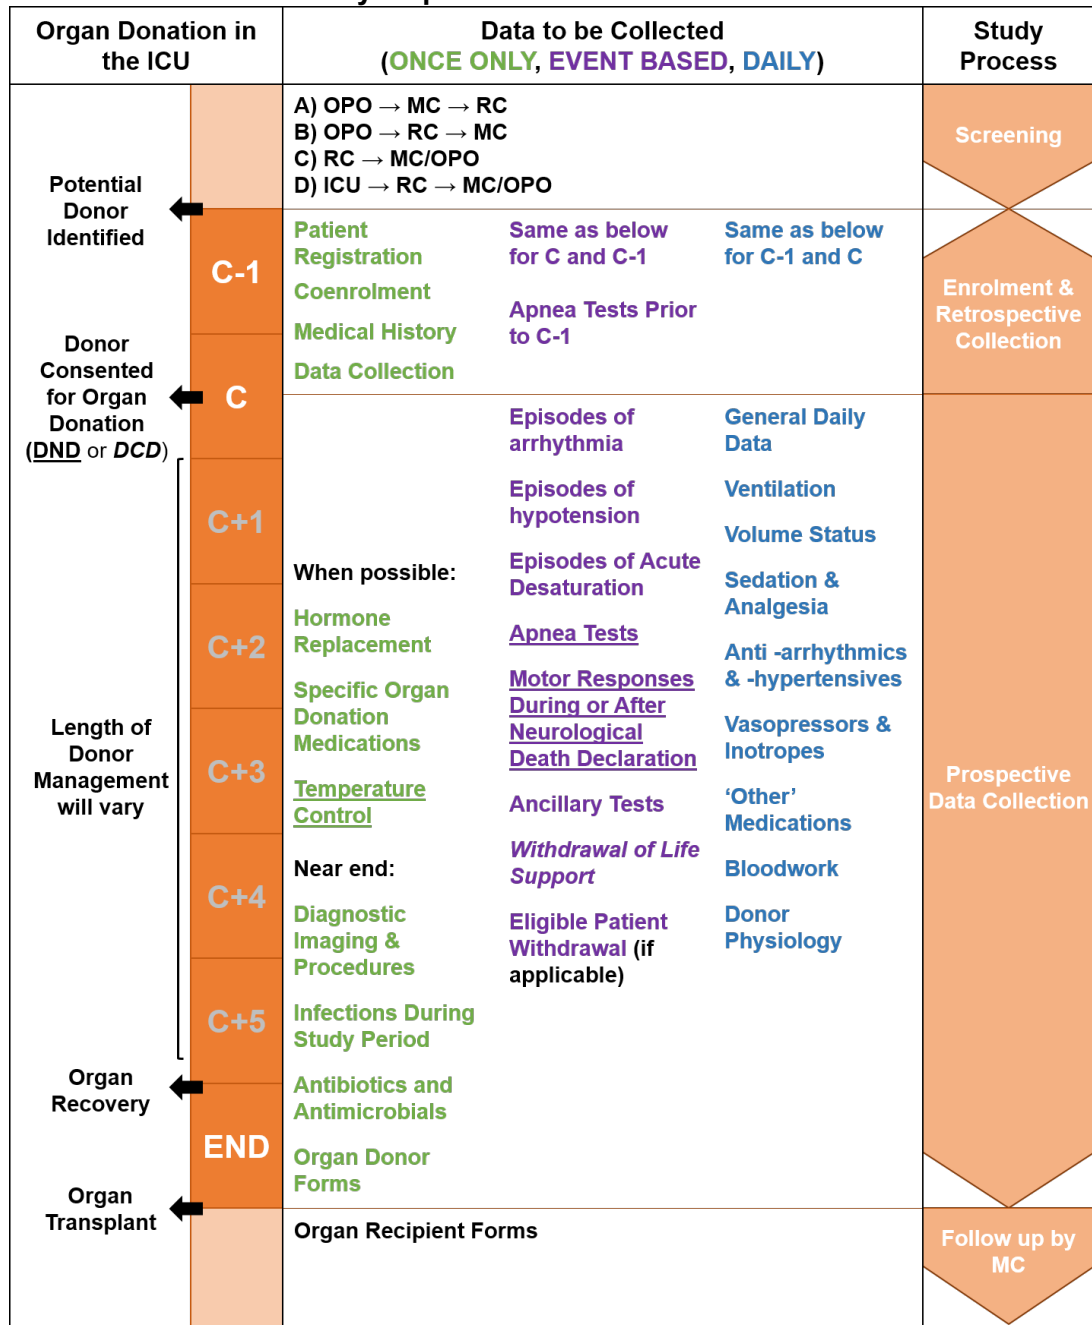 Organ Donation in
the ICU
Data to be Collected
(ONCE ONLY, EVENT BASED, DAILY)
Study
Process
Potential
Donor
Identified
Donor
Consented
for Organ
Donation
(DND or DCD)
Length of
Donor
Management
will vary
Organ
Recovery
Organ
Transplant
C-1
C
C+1
C+2
C+3
C+4
C+5
END
A) OPO → MC → RC
B) OPO → RC → MC
C) RC → MC/OPO
D) ICU → RC → MC/OPO
Patient
Registration
Coenrolment
Medical History
Data Collection
Same as below
for C and C-1
Apnea Tests Prior
to C-1
Same as below
for C-1 and C
When possible:
Hormone
Replacement
Specific Organ
Donation
Medications
Temperature
Control
Near end:
Diagnostic
Imaging &
Procedures
Infections During
Study Period
Antibiotics and
Antimicrobials
Organ Donor
Forms
Episodes of
arrhythmia
Episodes of
hypotension
Episodes of Acute
Desaturation
Apnea Tests
Motor Responses
During or After
Neurological
Death Declaration
Ancillary Tests
Withdrawal of Life
Support
Eligible Patient
Withdrawal (if
applicable)
General Daily
Data
Ventilation
Volume Status
Sedation &
Analgesia
Anti -arrhythmics
& -hypertensives
Vasopressors &
Inotropes
‘Other’
Medications
Bloodwork
Donor
Physiology
Organ Recipient Forms
Screening
Enrolment &
Retrospective
Collection
Prospective
Data Collection
Follow up by
MC